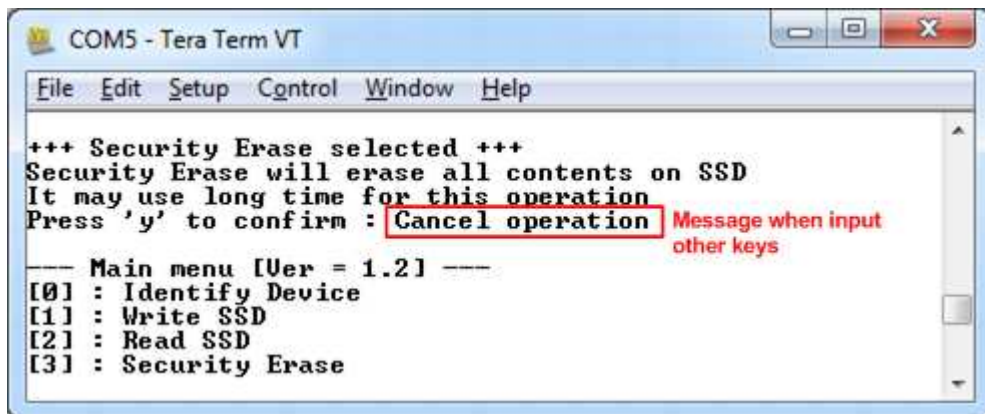 COM5 - Tera Term VT
File Edit Setup Control Window Help
+++ Security Erase selected +++
Security Erase will erase all contents on SSD
It may use long time for this operation
Press 'y' to confirm : Cancel operation
Message when input
other keys
--- Main menu [Ver = 1.2] ---
[0] : Identify Device
[1] : Write SSD
[2] : Read SSD
[3] : Security Erase